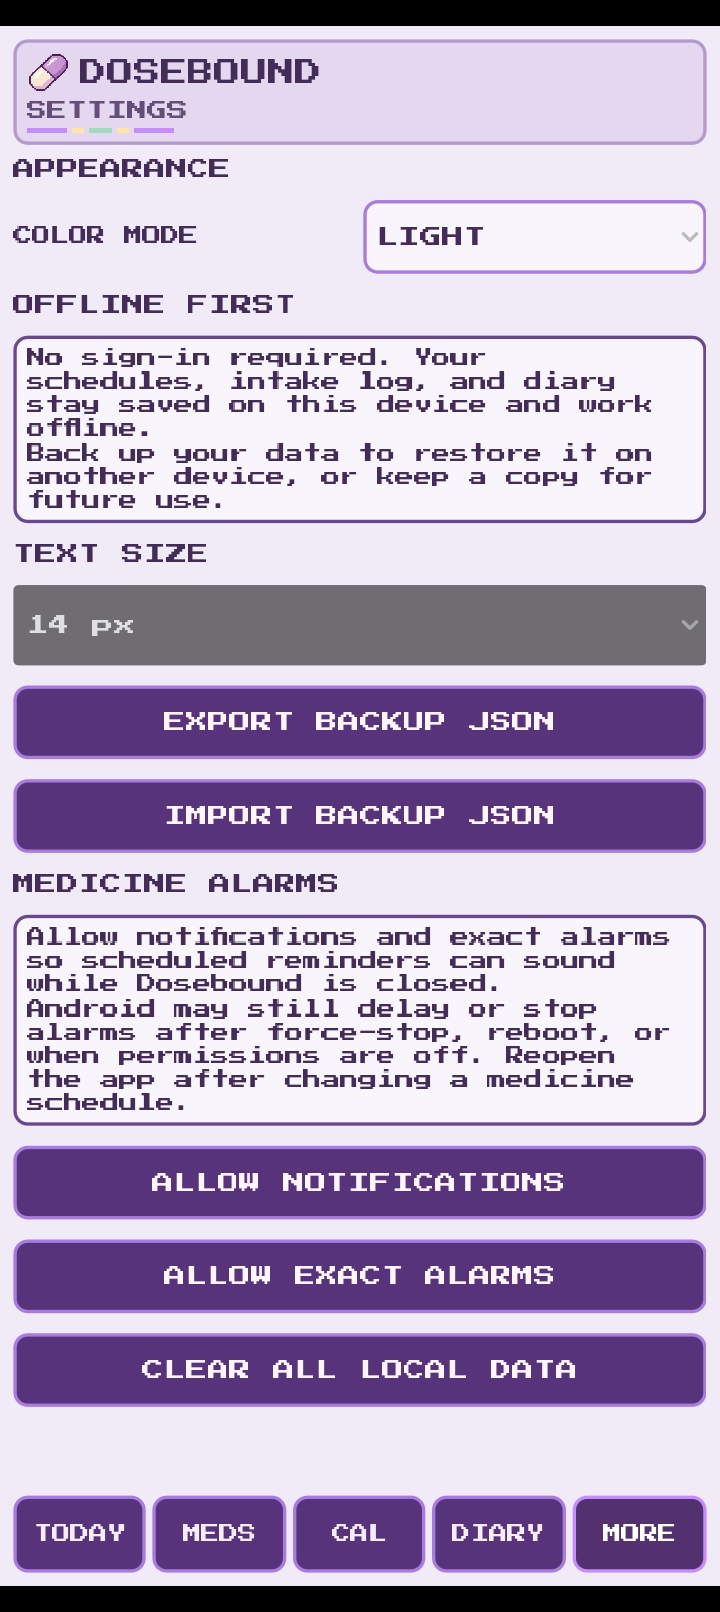 DOSEBOUND
SETTINGS
APPEARANCE
COLOR MODE
LIGHT
OFFLINE FIRST
No sign-in required. Your
schedules, intake log, and diary
stay saved on this device and work
offline.
Back up your data to restore it on
another device, or keep a copy for
future use.
TEXT SIZE
14 px
EXPORT BACKUP JSON
IMPORT BACKUP JSON
MEDICINE ALARMS
Allow notifications and exact alarms
so scheduled reminders can sound
while Dosebound is closed.
Android may still delay or stop
alarms after force-stop, reboot, or
when permissions are off. Reopen
the app after changing a medicine
schedule.
ALLOW NOTIFICATIONS
ALLOW EXACT ALARMS
CLEAR ALL LOCAL DATA
TODAY MEDS CAL DIARY MORE